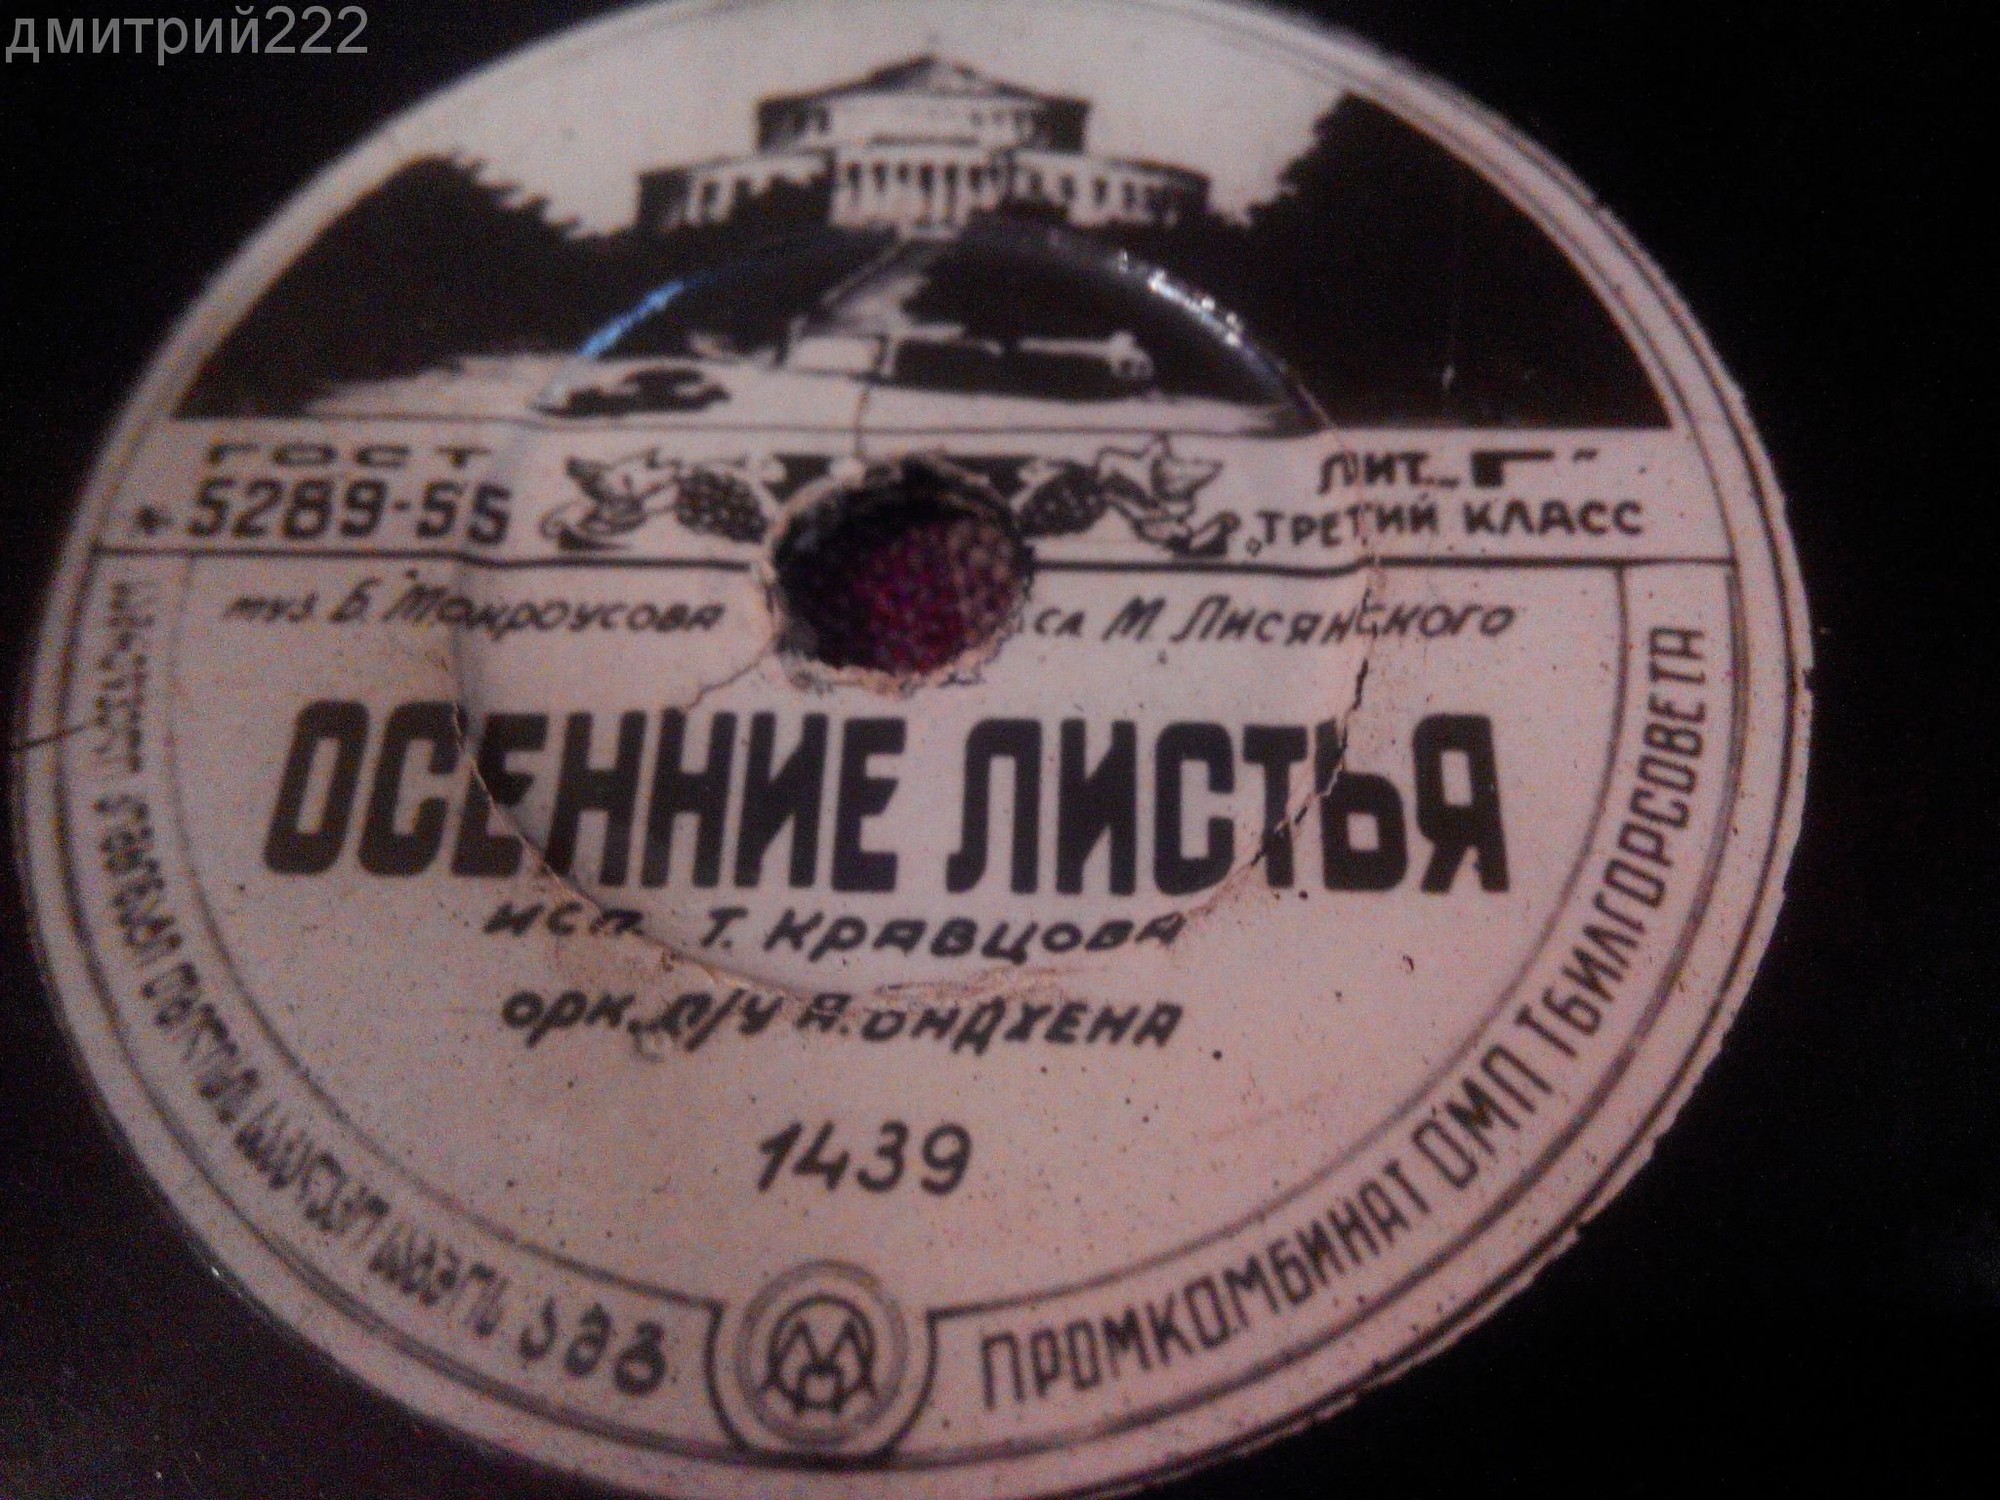 дмитрий222
ГОСТ
5289-55
ЛИТ. „Г“
ТРЕТИЙ КЛАСС
муз Б. Мокроусова сл М. Лисянского
ОСЕННИЕ ЛИСТЬЯ
исп. Т. Кравцова
орк. п/у Я. ОНДХЕНА
1439
ПРОМКОМБИНАТ ОМП ТБИЛГОРСОВЕТА